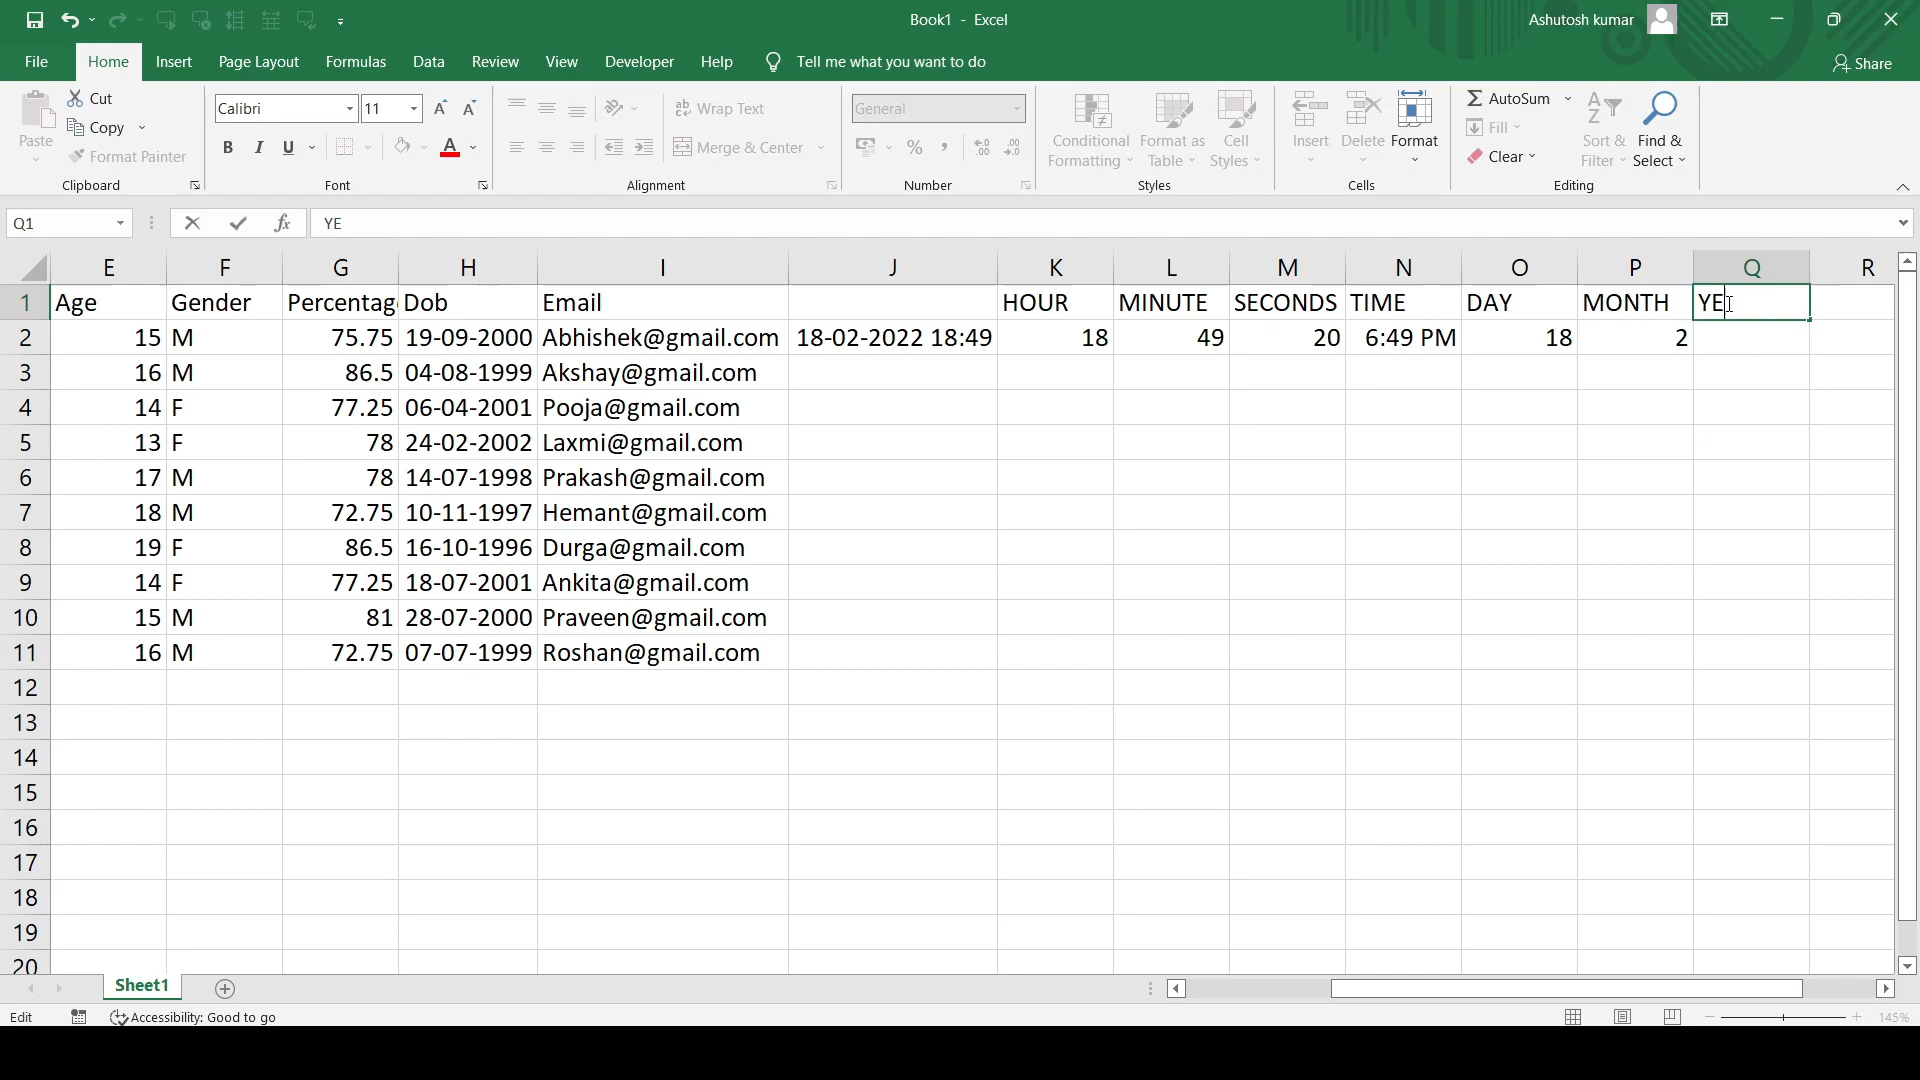 Book1 - Excel
Ashutosh kumar
File Home Insert Page Layout Formulas Data Review View Developer Help Tell me what you want to do
Share
Paste
Cut
Copy
Format Painter
Clipboard
Calibri 11
B I U
Font
Wrap Text
Merge & Center
Alignment
General
Number
Conditional Formatting
Format as Table
Cell Styles
Styles
Insert
Delete
Format
Cells
AutoSum
Fill
Clear
Sort & Filter
Find & Select
Editing
Q1
fx
YE
E F G H I J K L M N O P Q R
1 Age Gender Percentag Dob Email HOUR MINUTE SECONDS TIME DAY MONTH YE
2 15 M 75.75 19-09-2000 Abhishek@gmail.com 18-02-2022 18:49 18 49 20 6:49 PM 18 2
3 16 M 86.5 04-08-1999 Akshay@gmail.com
4 14 F 77.25 06-04-2001 Pooja@gmail.com
5 13 F 78 24-02-2002 Laxmi@gmail.com
6 17 M 78 14-07-1998 Prakash@gmail.com
7 18 M 72.75 10-11-1997 Hemant@gmail.com
8 19 F 86.5 16-10-1996 Durga@gmail.com
9 14 F 77.25 18-07-2001 Ankita@gmail.com
10 15 M 81 28-07-2000 Praveen@gmail.com
11 16 M 72.75 07-07-1999 Roshan@gmail.com
12
13
14
15
16
17
18
19
20
Sheet1
Edit
Accessibility: Good to go
145%